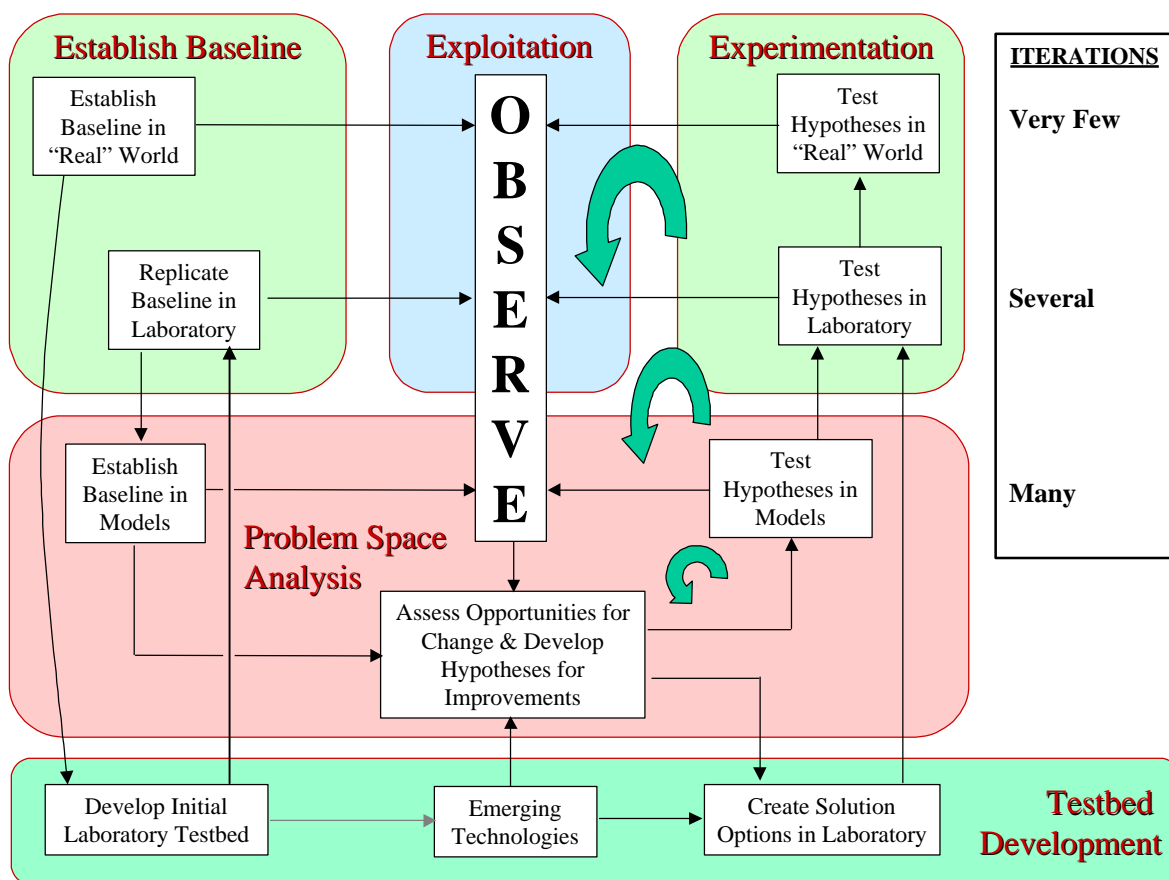 Establish Baseline
Exploitation
Experimentation
ITERATIONS
Establish
Baseline in
“Real” World
O
B
S
E
R
V
E
Test
Hypotheses in
“Real” World
Very Few
Replicate
Baseline in
Laboratory
Test
Hypotheses in
Laboratory
Several
Establish
Baseline in
Models
Test
Hypotheses in
Models
Many
Problem Space
Analysis
Assess Opportunities for
Change & Develop
Hypotheses for
Improvements
Develop Initial
Laboratory Testbed
Emerging
Technologies
Create Solution
Options in Laboratory
Testbed
Development